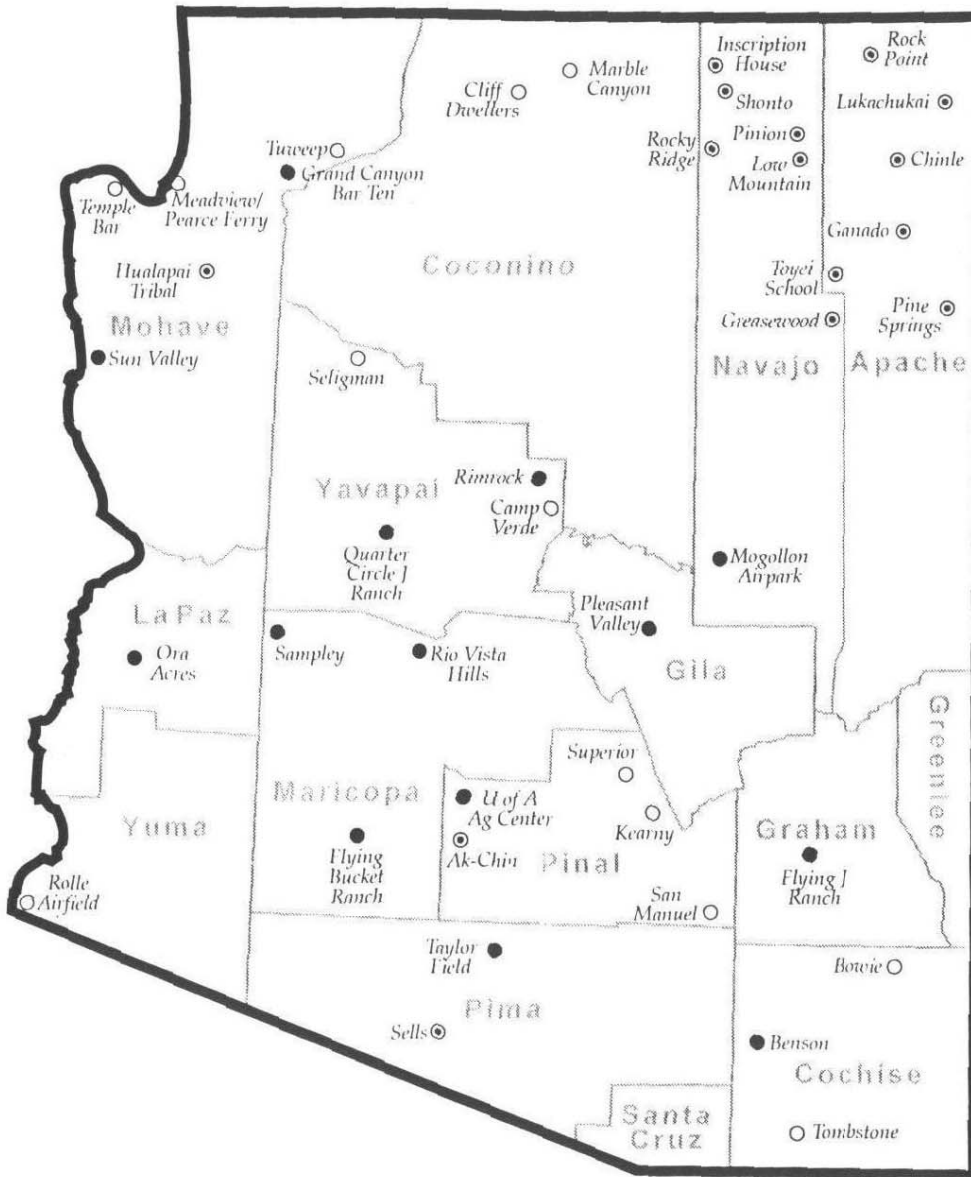 Inscription
House
Rock
Point
Marble
Canyon
Cliff
Dwellers
Shonto
Lukachukai
Tuweep
Rocky
Ridge
Pinion
Low
Mountain
Chinle
Grand Canyon
Bar Ten
Temple
Bar
Meadview/
Pearce Ferry
Ganado
Hualapai
Tribal
Coconino
Toyei
School
Pine
Springs
Mohave
Greasewood
Sun Valley
Seligman
Navajo
Apache
Rimrock
Yavapai
Camp
Verde
Quarter
Circle J
Ranch
Mogollon
Airpark
La Paz
Pleasant
Valley
Sampley
Rio Vista
Hills
Ora
Acres
Gila
Greenlee
Superior
Maricopa
U of A
Ag Center
Kearny
Yuma
Graham
Flying
Bucket
Ranch
Ak-Chin
Pinal
Flying J
Ranch
Rolle
Airfield
San
Manuel
Taylor
Field
Bowie
Pima
Sells
Benson
Cochise
Santa
Cruz
Tombstone